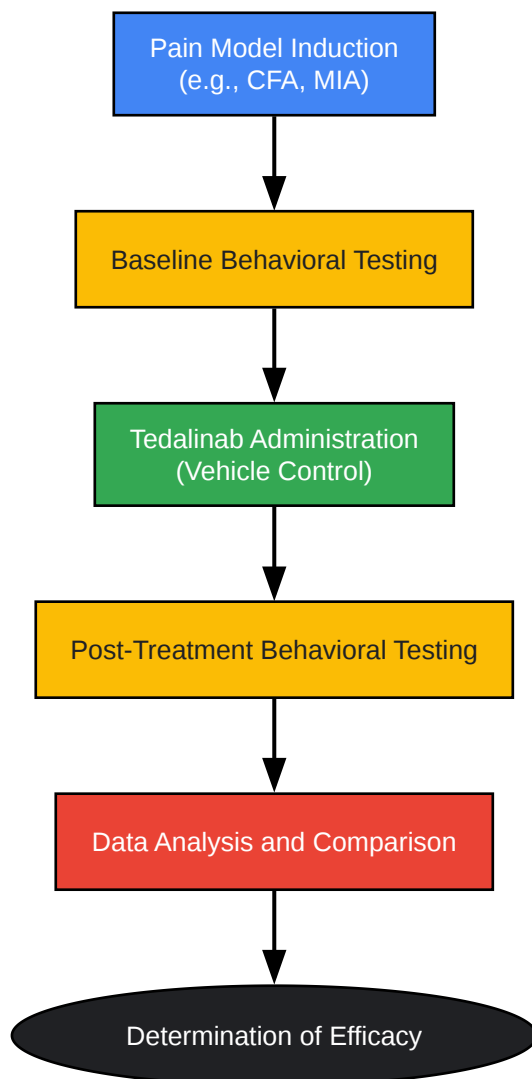 Pain Model Induction
(e.g., CFA, MIA)
Baseline Behavioral Testing
Tedalinab Administration
(Vehicle Control)
Post-Treatment Behavioral Testing
Data Analysis and Comparison
Determination of Efficacy